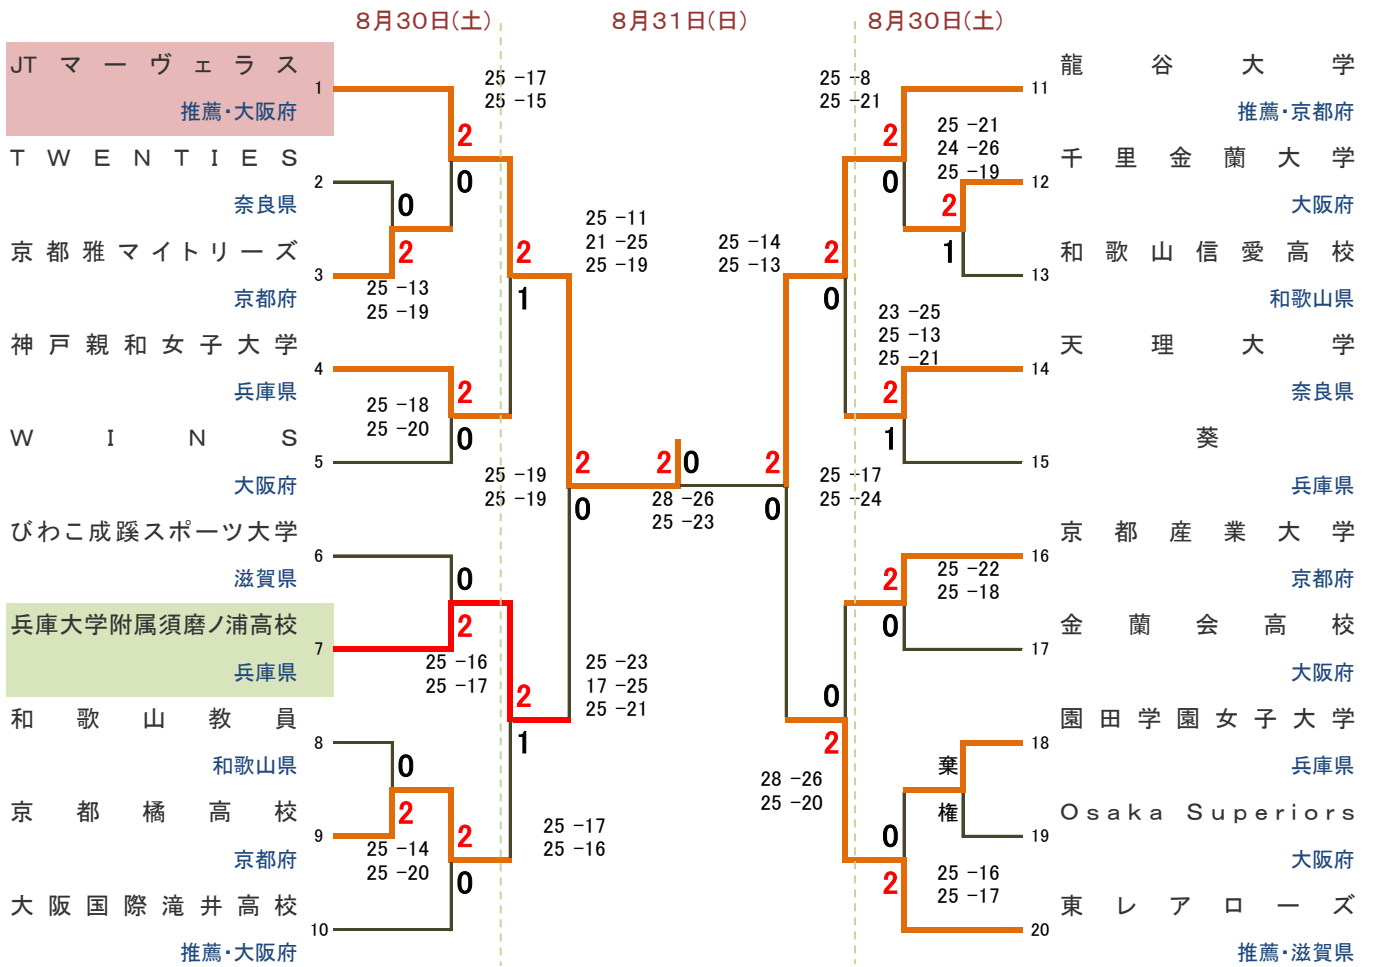 8月30日(土)
8月31日(日)
8月30日(土)
JT マーヴェラス
1
推薦・大阪府
TWENTIES
2
奈良県
京都雅マイトリーズ
3
京都府
神戸親和女子大学
4
兵庫県
WINS
5
大阪府
びわこ成蹊スポーツ大学
6
滋賀県
兵庫大学附属須磨ノ浦高校
7
兵庫県
和歌山教員
8
和歌山県
京都橘高校
9
京都府
大阪国際滝井高校
10
推薦・大阪府
25 -17
25 -15
2
0
0
2
25 -13
25 -19
2
1
25 -18
25 -20
2
0
25 -19
25 -19
0
2
25 -16
25 -17
2
1
0
2
25 -14
25 -20
2
0
25 -17
25 -16
25 -11
21 -25
25 -19
2
0
25 -23
17 -25
25 -21
2
0
28 -26
25 -23
25 -14
25 -13
2
0
25 -17
25 -24
28 -26
25 -20
25 -8
25 -21
2
0
25 -21
24 -26
25 -19
2
1
2
0
23 -25
25 -13
25 -21
2
1
2
0
25 -22
25 -18
0
2
棄
権
0
2
25 -16
25 -17
龍谷大学
11
推薦・京都府
千里金蘭大学
12
大阪府
和歌山信愛高校
13
和歌山県
天理大学
14
奈良県
葵
15
兵庫県
京都産業大学
16
京都府
金蘭会高校
17
大阪府
園田学園女子大学
18
兵庫県
Osaka Superiors
19
大阪府
東レアローズ
20
推薦・滋賀県